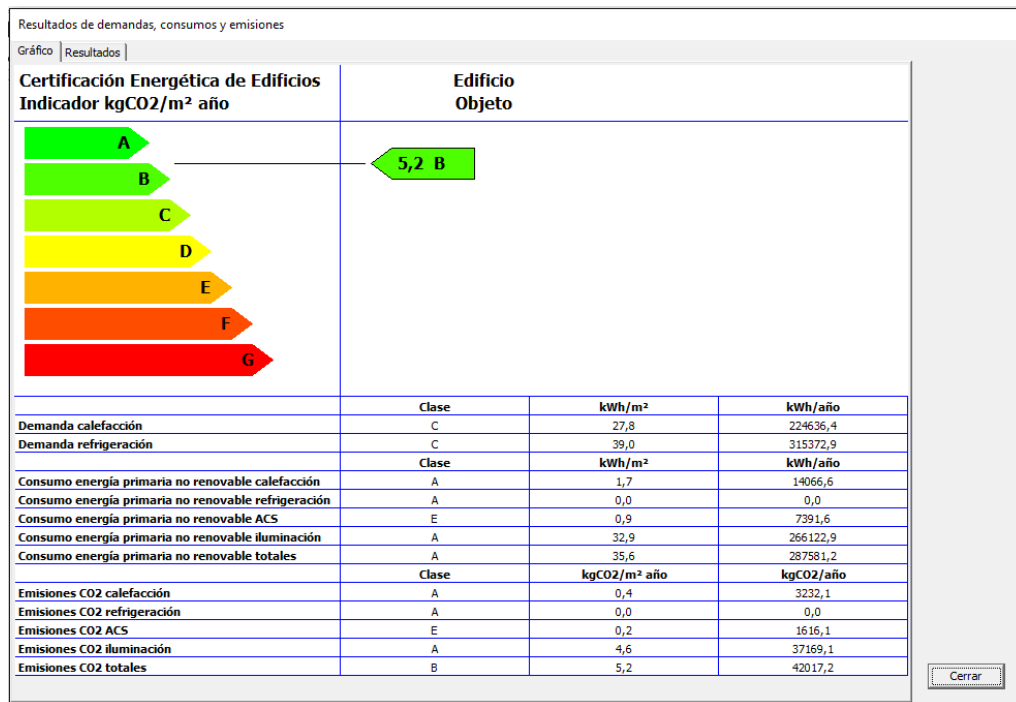 Resultados de demandas, consumos y emisiones
Gráfico Resultados
Certificación Energética de Edificios Edificio
Indicador kgCO2/m² año Objeto
A
5,2 B
B
C
D
E
F
G
Clase kWh/m² kWh/año
Demanda calefacción C 27,8 224636,4
Demanda refrigeración C 39,0 315372,9
Clase kWh/m² kWh/año
Consumo energía primaria no renovable calefacción A 1,7 14066,6
Consumo energía primaria no renovable refrigeración A 0,0 0,0
Consumo energía primaria no renovable ACS E 0,9 7391,6
Consumo energía primaria no renovable iluminación A 32,9 266122,9
Consumo energía primaria no renovable totales A 35,6 287581,2
Clase kgCO2/m² año kgCO2/año
Emisiones CO2 calefacción A 0,4 3232,1
Emisiones CO2 refrigeración A 0,0 0,0
Emisiones CO2 ACS E 0,2 1616,1
Emisiones CO2 iluminación A 4,6 37169,1
Emisiones CO2 totales B 5,2 42017,2
Cerrar